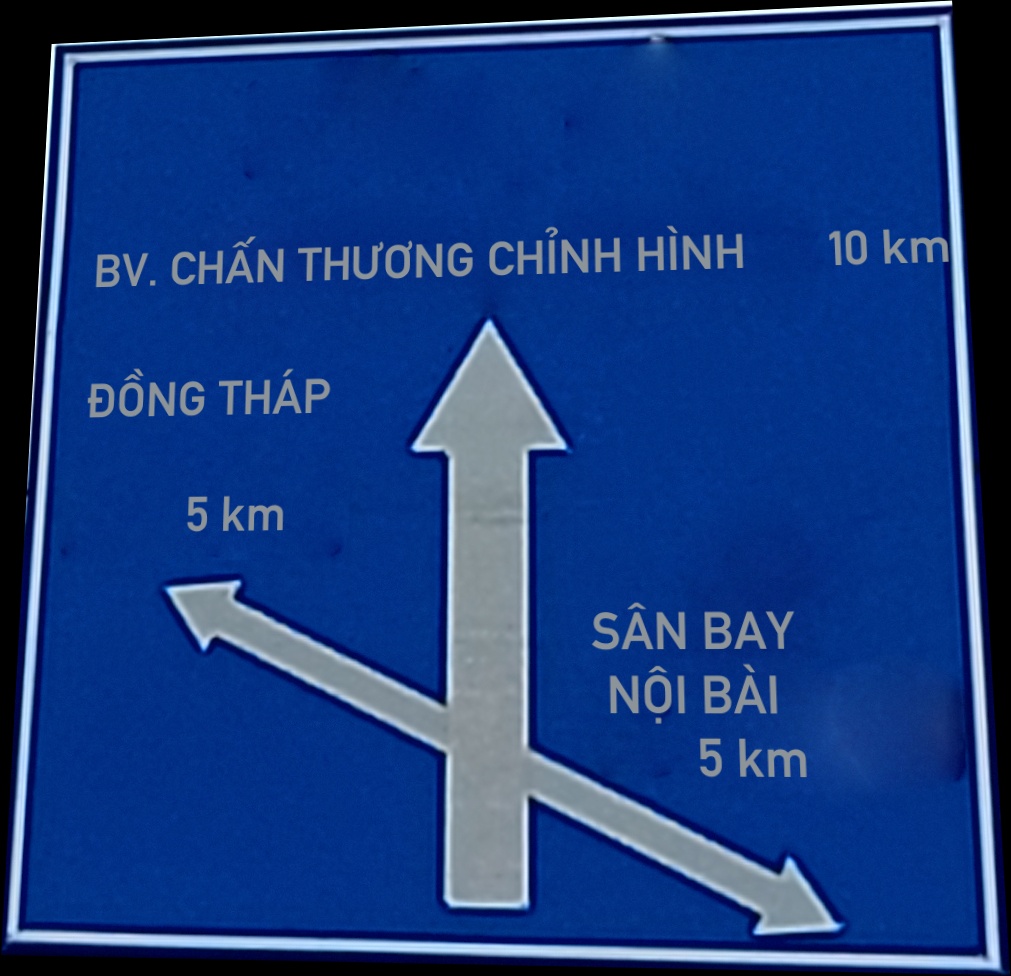 BV. CHẤN THƯƠNG CHỈNH HÌNH 10 km
ĐỒNG THÁP
5 km
SÂN BAY
NỘI BÀI
5 km